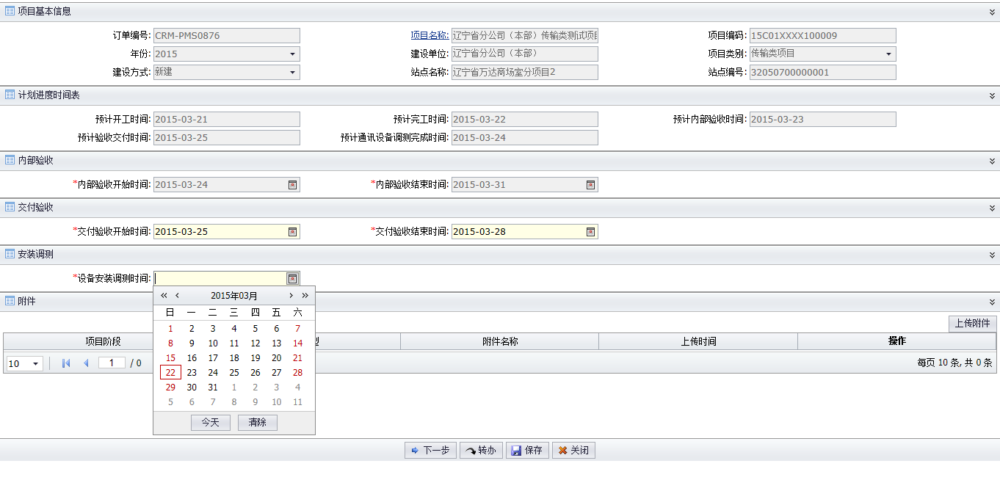 项目基本信息
订单编号: CRM-PMS0876 项目名称: 辽宁省分公司（本部）传输类测试项目 项目编码: 15C01XXXX100009
年份: 2015 建设单位: 辽宁省分公司（本部） 项目类别: 传输类项目
建设方式: 新建 站点名称: 辽宁省万达商场室分项目2 站点编号: 32050700000001
计划进度时间表
预计开工时间: 2015-03-21 预计完工时间: 2015-03-22 预计内部验收时间: 2015-03-23
预计验收交付时间: 2015-03-25 预计通讯设备调测完成时间: 2015-03-24
内部验收
*内部验收开始时间: 2015-03-24 *内部验收结束时间: 2015-03-31
交付验收
*交付验收开始时间: 2015-03-25 *交付验收结束时间: 2015-03-28
安装调测
*设备安装调测时间:
« ‹ 2015年03月 › »
日 一 二 三 四 五 六
1 2 3 4 5 6 7
8 9 10 11 12 13 14
15 16 17 18 19 20 21
22 23 24 25 26 27 28
29 30 31 1 2 3 4
5 6 7 8 9 10 11
今天 清除
附件
上传附件
项目阶段 型 附件名称 上传时间 操作
10 1 / 0 每页 10 条, 共 0 条
下一步 转办 保存 关闭